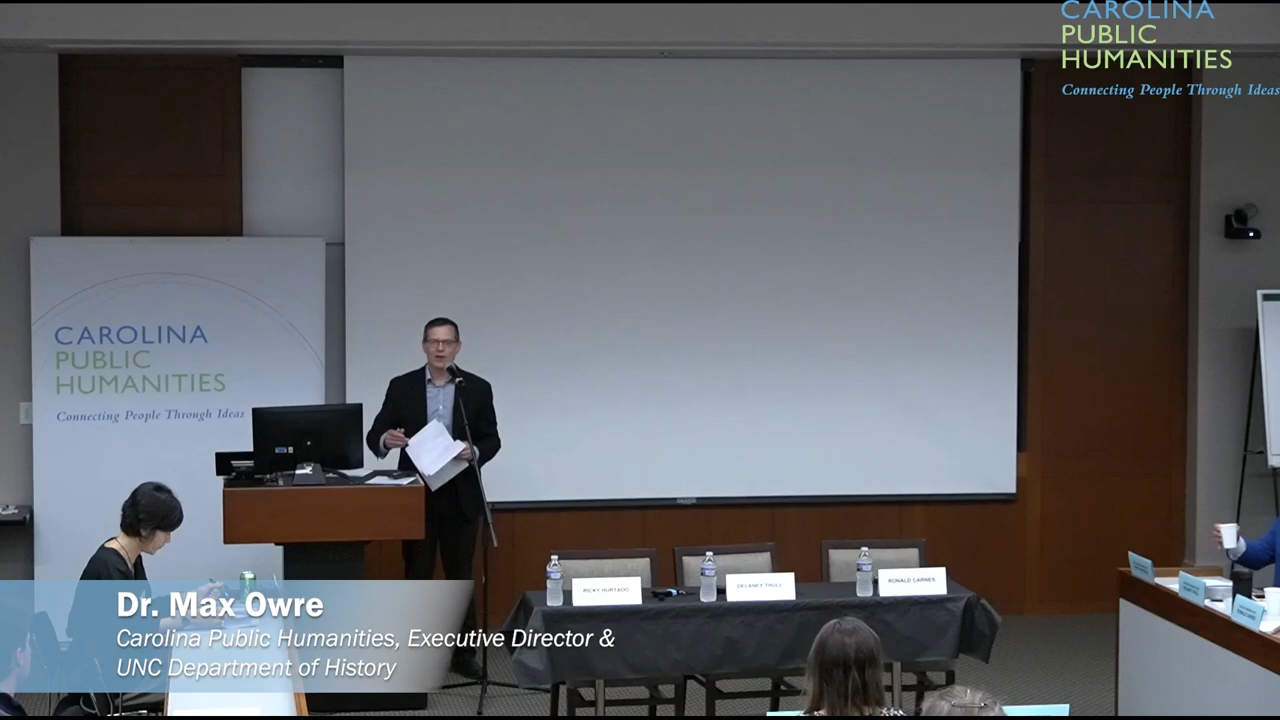 CAROLINA
PUBLIC
HUMANITIES
Connecting People Through Ideas
CAROLINA
PUBLIC
HUMANITIES
Connecting People Through Ideas
RICKY HURTADO
DELANEY THULL
RONALD CARNES
Dr. Max Owre
Carolina Public Humanities, Executive Director &
UNC Department of History